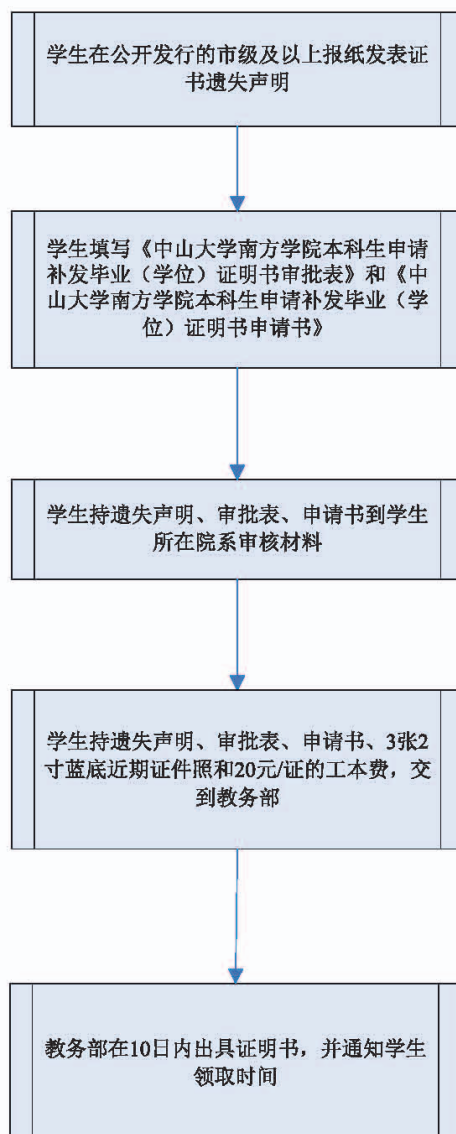 学生在公开发行的市级及以上报纸发表证
书遗失声明
学生填写《中山大学南方学院本科生申请
补发毕业（学位）证明书审批表》和《中
山大学南方学院本科生申请补发毕业（学
位）证明书申请书》
学生持遗失声明、审批表、申请书到学生
所在院系审核材料
学生持遗失声明、审批表、申请书、3张2
寸蓝底近期证件照和20元/证的工本费，交
到教务部
教务部在10日内出具证明书，并通知学生
领取时间